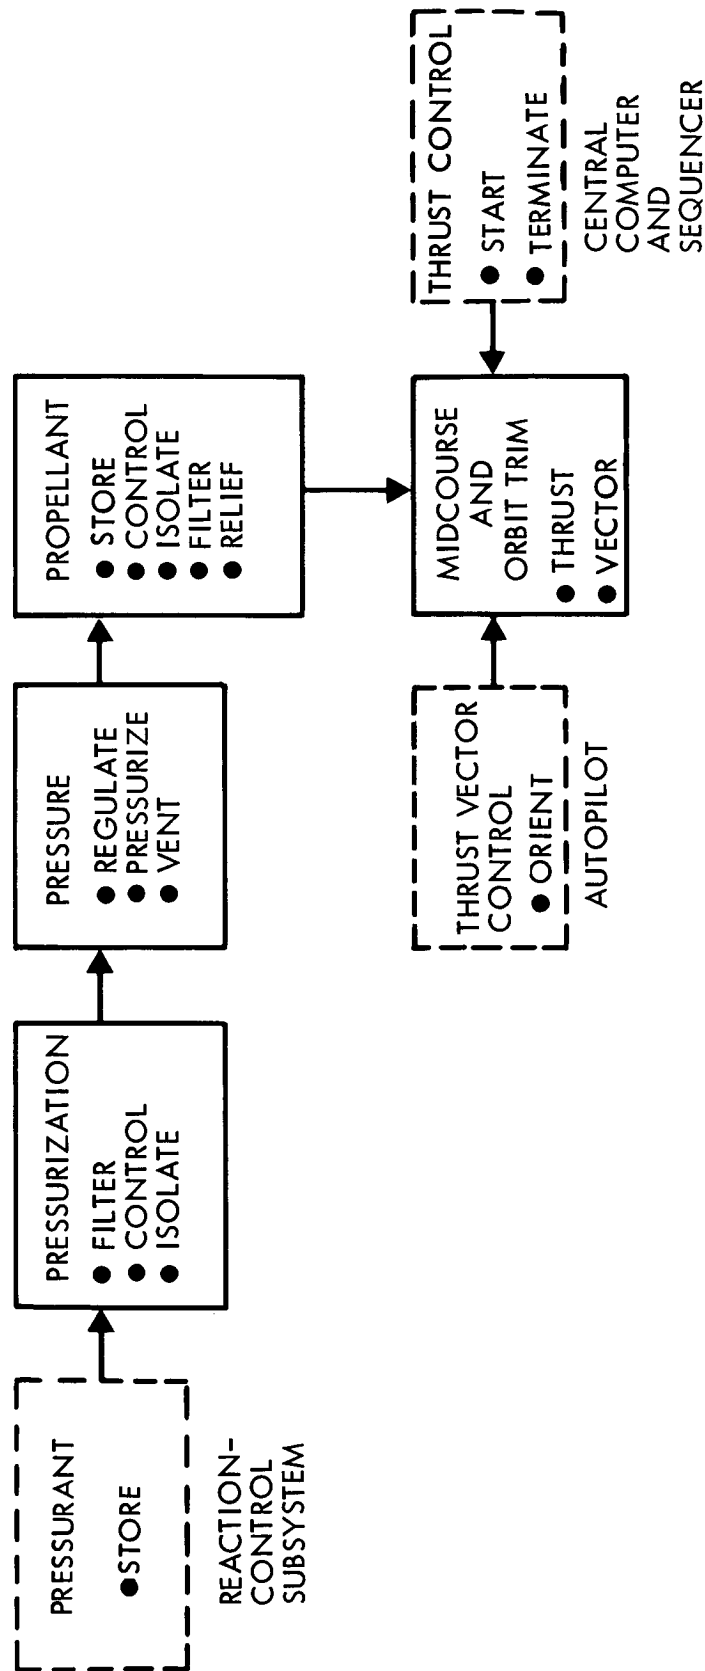 PRESSURANT
● STORE
REACTION-
CONTROL
SUBSYSTEM
PRESSURIZATION
● FILTER
● CONTROL
● ISOLATE
PRESSURE
● REGULATE
● PRESSURIZE
● VENT
PROPELLANT
● STORE
● CONTROL
● ISOLATE
● FILTER
● RELIEF
THRUST VECTOR
CONTROL
● ORIENT
AUTOPILOT
MIDCOURSE
AND
ORBIT TRIM
● THRUST
● VECTOR
THRUST CONTROL
● START
● TERMINATE
CENTRAL
COMPUTER
AND
SEQUENCER